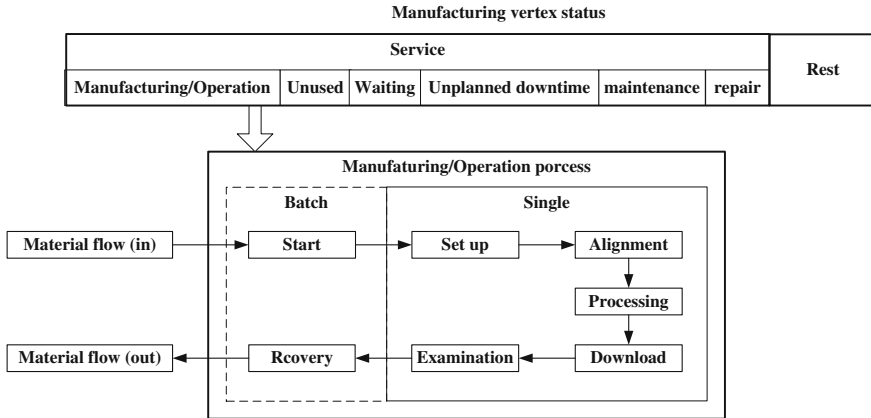 Manufacturing vertex status
Service
Rest
Manufacturing/Operation Unused Waiting Unplanned downtime maintenance repair
Manufaturing/Operation porcess
Batch Single
Material flow (in) Start Set up Alignment
Processing
Material flow (out) Rcovery Examination Download